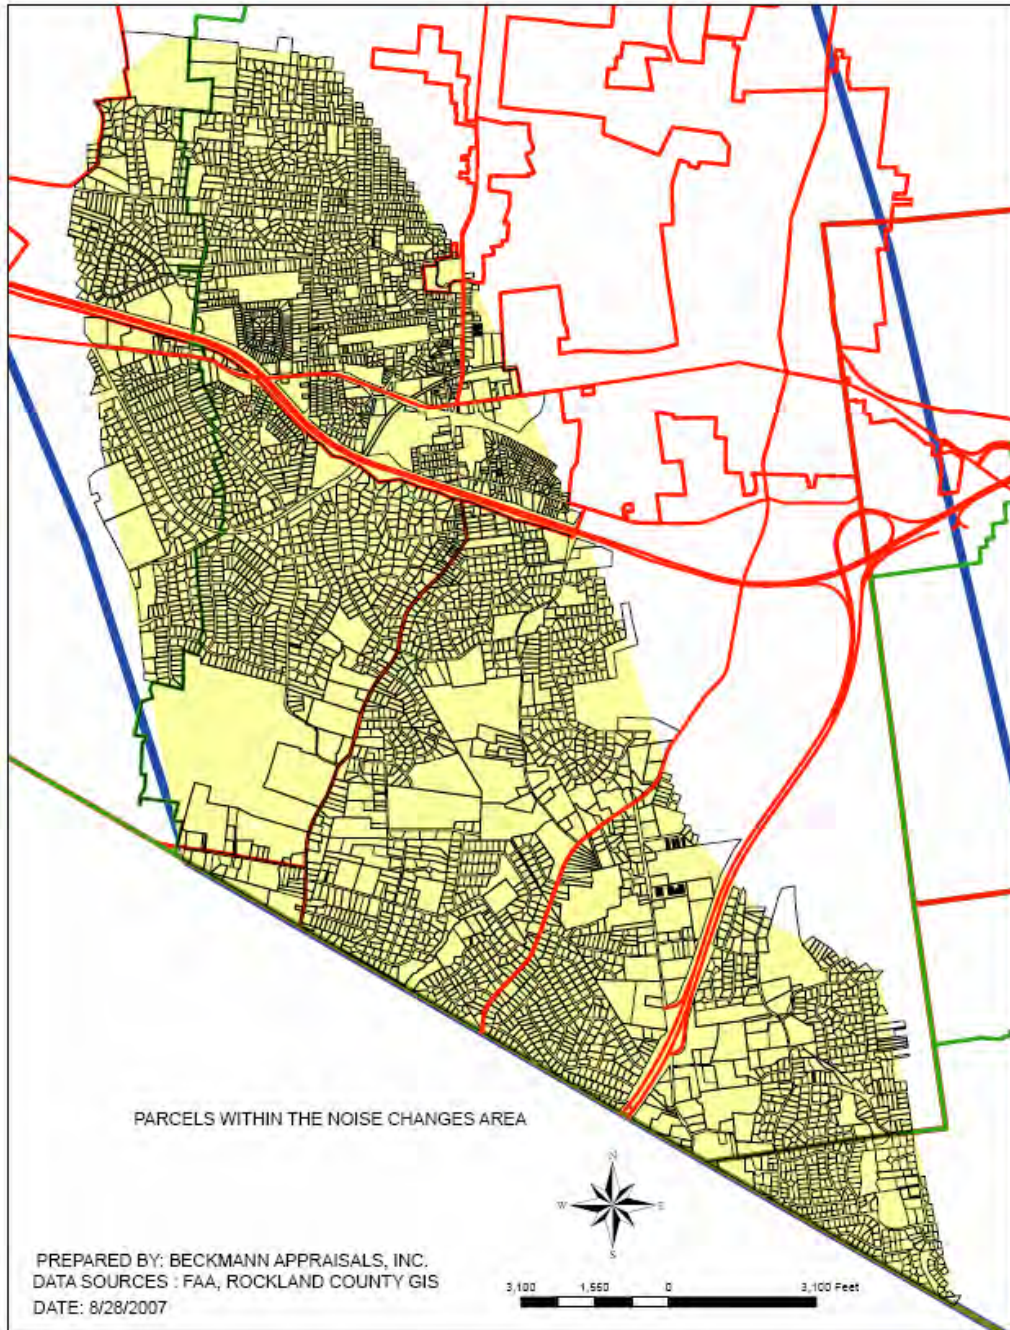 PARCELS WITHIN THE NOISE CHANGES AREA
N
W E
S
PREPARED BY: BECKMANN APPRAISALS, INC.
DATA SOURCES : FAA, ROCKLAND COUNTY GIS
DATE: 8/28/2007
3,100 1,550 0 3,100 Feet